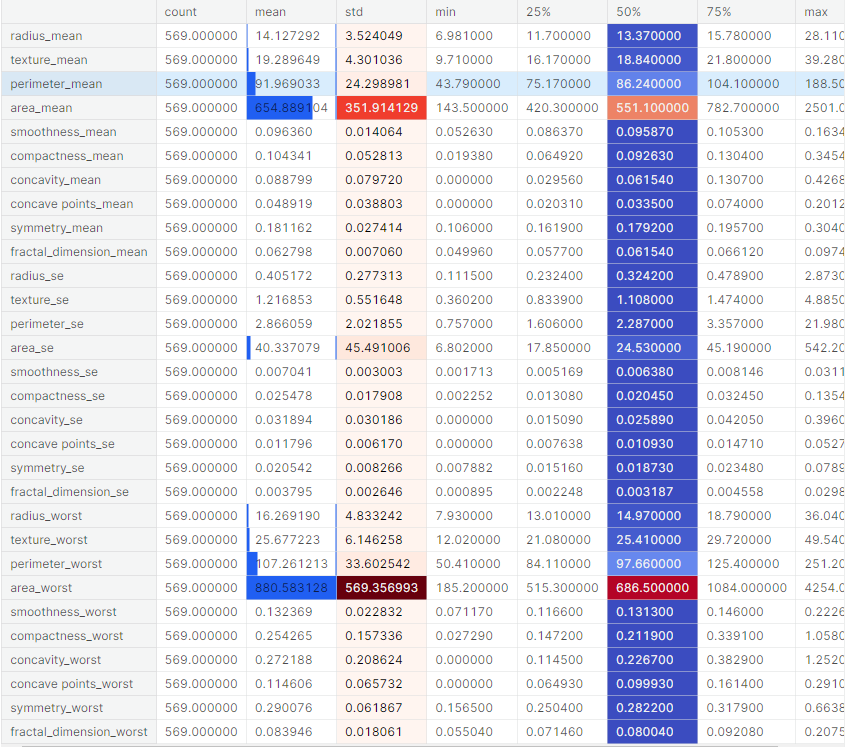 count mean std min 25% 50% 75% max
radius_mean 569.000000 14.127292 3.524049 6.981000 11.700000 13.370000 15.780000 28.110
texture_mean 569.000000 19.289649 4.301036 9.710000 16.170000 18.840000 21.800000 39.280
perimeter_mean 569.000000 91.969033 24.298981 43.790000 75.170000 86.240000 104.100000 188.50
area_mean 569.000000 654.889104 351.914129 143.500000 420.300000 551.100000 782.700000 2501.0
smoothness_mean 569.000000 0.096360 0.014064 0.052630 0.086370 0.095870 0.105300 0.1634
compactness_mean 569.000000 0.104341 0.052813 0.019380 0.064920 0.092630 0.130400 0.3454
concavity_mean 569.000000 0.088799 0.079720 0.000000 0.029560 0.061540 0.130700 0.4268
concave points_mean 569.000000 0.048919 0.038803 0.000000 0.020310 0.033500 0.074000 0.2012
symmetry_mean 569.000000 0.181162 0.027414 0.106000 0.161900 0.179200 0.195700 0.3040
fractal_dimension_mean 569.000000 0.062798 0.007060 0.049960 0.057700 0.061540 0.066120 0.0974
radius_se 569.000000 0.405172 0.277313 0.111500 0.232400 0.324200 0.478900 2.8730
texture_se 569.000000 1.216853 0.551648 0.360200 0.833900 1.108000 1.474000 4.8850
perimeter_se 569.000000 2.866059 2.021855 0.757000 1.606000 2.287000 3.357000 21.980
area_se 569.000000 40.337079 45.491006 6.802000 17.850000 24.530000 45.190000 542.20
smoothness_se 569.000000 0.007041 0.003003 0.001713 0.005169 0.006380 0.008146 0.0311
compactness_se 569.000000 0.025478 0.017908 0.002252 0.013080 0.020450 0.032450 0.1354
concavity_se 569.000000 0.031894 0.030186 0.000000 0.015090 0.025890 0.042050 0.3960
concave points_se 569.000000 0.011796 0.006170 0.000000 0.007638 0.010930 0.014710 0.0527
symmetry_se 569.000000 0.020542 0.008266 0.007882 0.015160 0.018730 0.023480 0.0789
fractal_dimension_se 569.000000 0.003795 0.002646 0.000895 0.002248 0.003187 0.004558 0.0298
radius_worst 569.000000 16.269190 4.833242 7.930000 13.010000 14.970000 18.790000 36.040
texture_worst 569.000000 25.677223 6.146258 12.020000 21.080000 25.410000 29.720000 49.540
perimeter_worst 569.000000 107.261213 33.602542 50.410000 84.110000 97.660000 125.400000 251.20
area_worst 569.000000 880.583128 569.356993 185.200000 515.300000 686.500000 1084.000000 4254.0
smoothness_worst 569.000000 0.132369 0.022832 0.071170 0.116600 0.131300 0.146000 0.2226
compactness_worst 569.000000 0.254265 0.157336 0.027290 0.147200 0.211900 0.339100 1.0580
concavity_worst 569.000000 0.272188 0.208624 0.000000 0.114500 0.226700 0.382900 1.2520
concave points_worst 569.000000 0.114606 0.065732 0.000000 0.064930 0.099930 0.161400 0.2910
symmetry_worst 569.000000 0.290076 0.061867 0.156500 0.250400 0.282200 0.317900 0.6638
fractal_dimension_worst 569.000000 0.083946 0.018061 0.055040 0.071460 0.080040 0.092080 0.2075